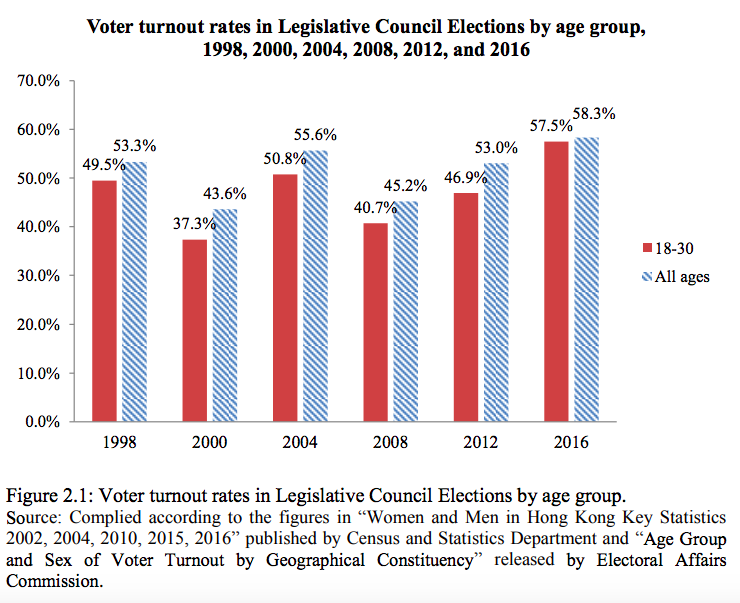 Voter turnout rates in Legislative Council Elections by age group,
1998, 2000, 2004, 2008, 2012, and 2016
70.0%
60.0%
50.0%
40.0%
30.0%
20.0%
10.0%
0.0%
49.5% 53.3%
37.3% 43.6%
50.8% 55.6%
40.7% 45.2%
46.9% 53.0%
57.5% 58.3%
1998 2000 2004 2008 2012 2016
18-30
All ages
Figure 2.1: Voter turnout rates in Legislative Council Elections by age group.
Source: Complied according to the figures in “Women and Men in Hong Kong Key Statistics
2002, 2004, 2010, 2015, 2016” published by Census and Statistics Department and “Age Group
and Sex of Voter Turnout by Geographical Constituency” released by Electoral Affairs
Commission.